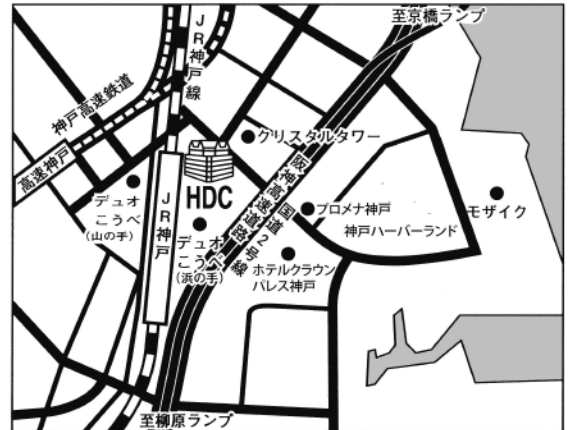 至京橋ランプ
JR神戸線
神戸高速鉄道
高速神戸
クリスタルタワー
HDC
阪神高速道路
国道2号線
JR神戸
デュオ
こうべ
(山の手)
デュオ
こうべ
(浜の手)
プロメナ神戸
モザイク
神戸ハーバーランド
ホテルクラウン
パレス神戸
至柳原ランプ